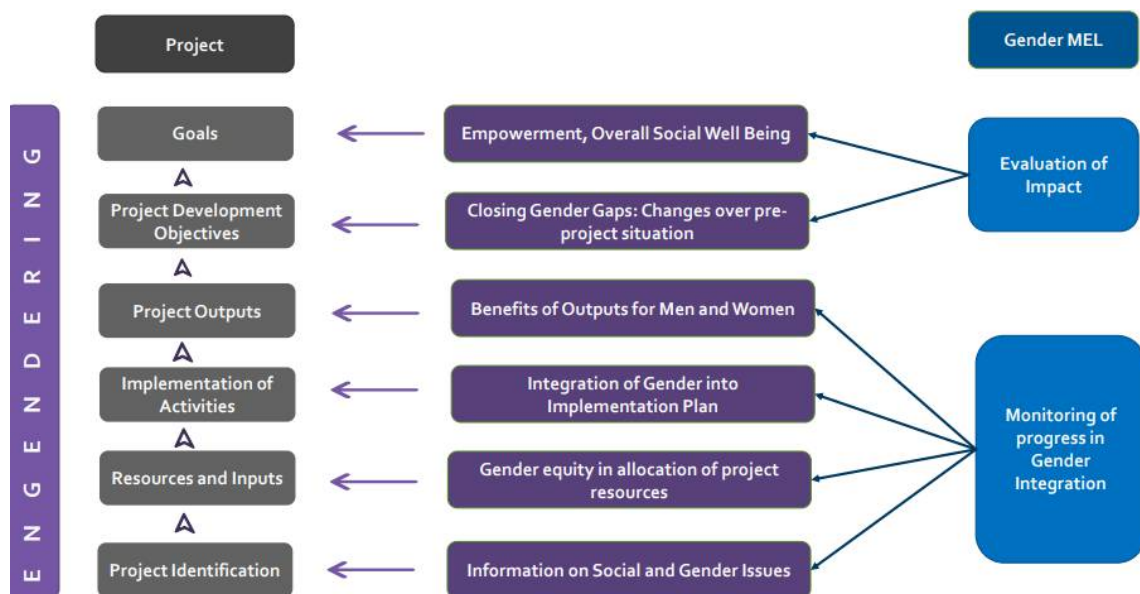 Project
Gender MEL
ENGENDERING
Goals
Empowerment, Overall Social Well Being
Evaluation of
Impact
Project Development
Objectives
Closing Gender Gaps: Changes over pre-
project situation
Project Outputs
Benefits of Outputs for Men and Women
Implementation of
Activities
Integration of Gender into
Implementation Plan
Monitoring of
progress in
Gender
Integration
Resources and Inputs
Gender equity in allocation of project
resources
Project Identification
Information on Social and Gender Issues